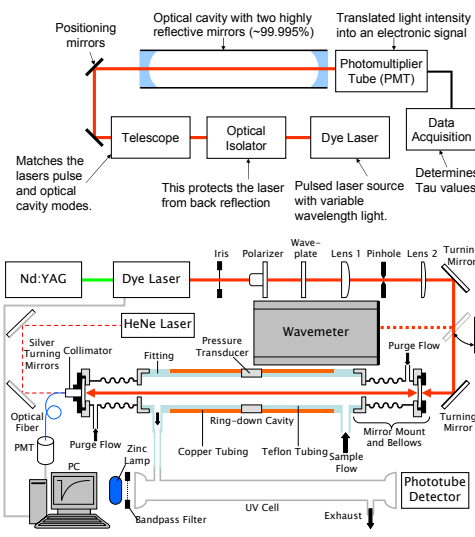 Optical cavity with two highly
reflective mirrors (~99.995%)
Translated light intensity
into an electronic signal
Positioning
mirrors
Photomultiplier
Tube (PMT)
Telescope
Optical
Isolator
Dye Laser
Data
Acquisition
Matches the
lasers pulse
and optical
cavity modes.
This protects the laser
from back reflection
Pulsed laser source
with variable
wavelength light.
Determines
Tau values
Iris
Polarizer
Wave-
plate
Lens 1
Pinhole
Lens 2
Turning
Mirror
Nd:YAG
Dye Laser
HeNe Laser
Wavemeter
Silver
Turning
Mirrors
Collimator
Fitting
Pressure
Transducer
Purge Flow
Optical
Fiber
PMT
Purge Flow
Ring-down Cavity
Copper Tubing
Teflon Tubing
Sample
Flow
Mirror Mount
and Bellows
Turning
Mirror
PC
Zinc
Lamp
Bandpass Filter
UV Cell
Exhaust
Phototube
Detector